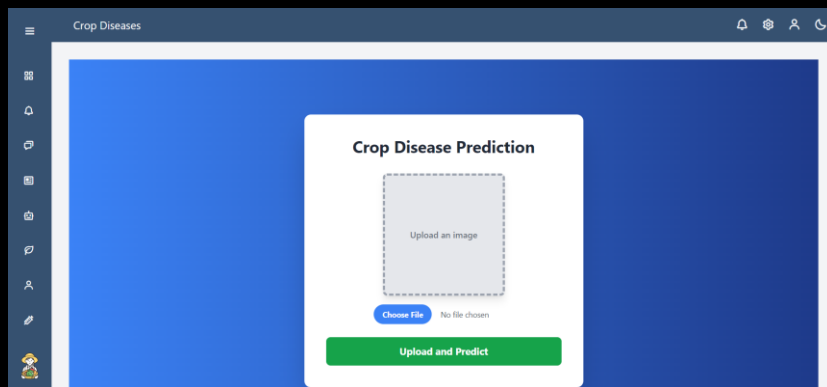 Crop Diseases
Crop Disease Prediction
Upload an image
Choose File No file chosen
Upload and Predict